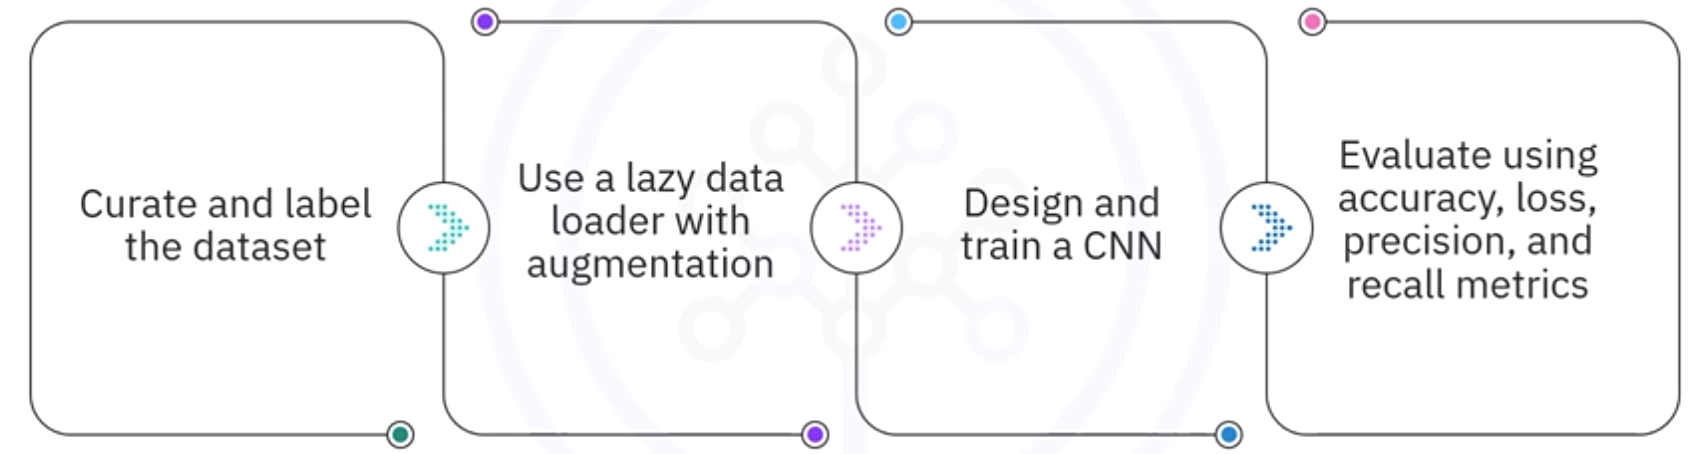 Curate and label
the dataset
Use a lazy data
loader with
augmentation
Design and
train a CNN
Evaluate using
accuracy, loss,
precision, and
recall metrics